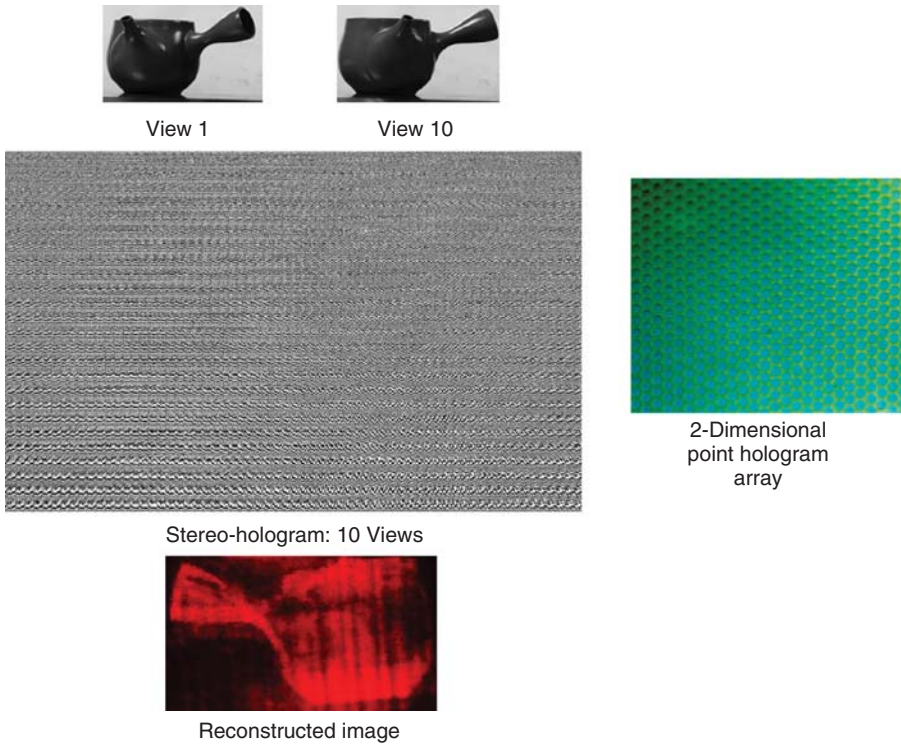 View 1
View 10
2-Dimensional
point hologram
array
Stereo-hologram: 10 Views
Reconstructed image